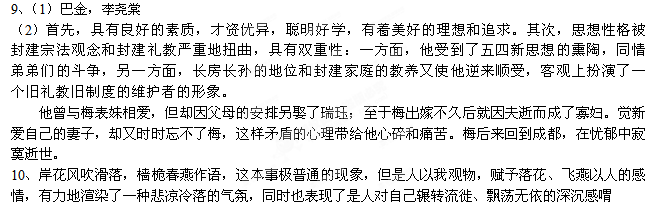 9、（1）巴金，李尧棠
（2）首先，具有良好的素质，才资优异，聪明好学，有着美好的理想和追求。其次，思想性格被
封建宗法观念和封建礼教严重地扭曲，具有双重性：一方面，他受到了五四新思想的熏陶，同情
弟弟们的斗争，另一方面，长房长孙的地位和封建家庭的教养又使他逆来顺受，客观上扮演了一
个旧礼教旧制度的维护者的形象。
他曾与梅表妹相爱，但却因父母的安排另娶了瑞珏；至于梅出嫁不久后就因夫逝而成了寡妇。觉新
爱自己的妻子，却又时时忘不了梅，这样矛盾的心理带给他心碎和痛苦。梅后来回到成都，在忧郁中寂
寞逝世。
10、岸花风吹滑落，樯桅春燕作语，这本事极普通的现象，但是人以我观物，赋予落花、飞燕以人的感
情，有力地渲染了一种悲凉冷落的气氛，同时也表现了是人对自己辗转流徙、飘荡无依的深沉感喟